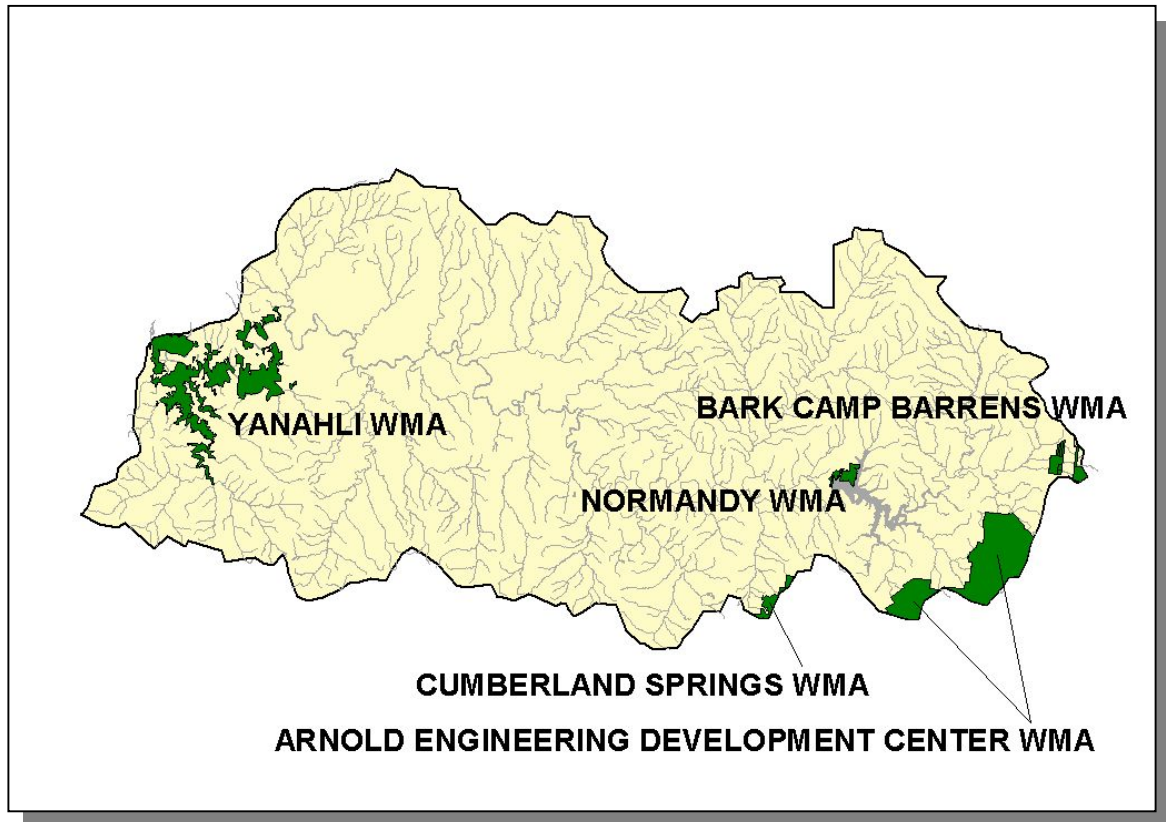 BARK CAMP BARRENS WMA
YANAHLI WMA
NORMANDY WMA
CUMBERLAND SPRINGS WMA
ARNOLD ENGINEERING DEVELOPMENT CENTER WMA